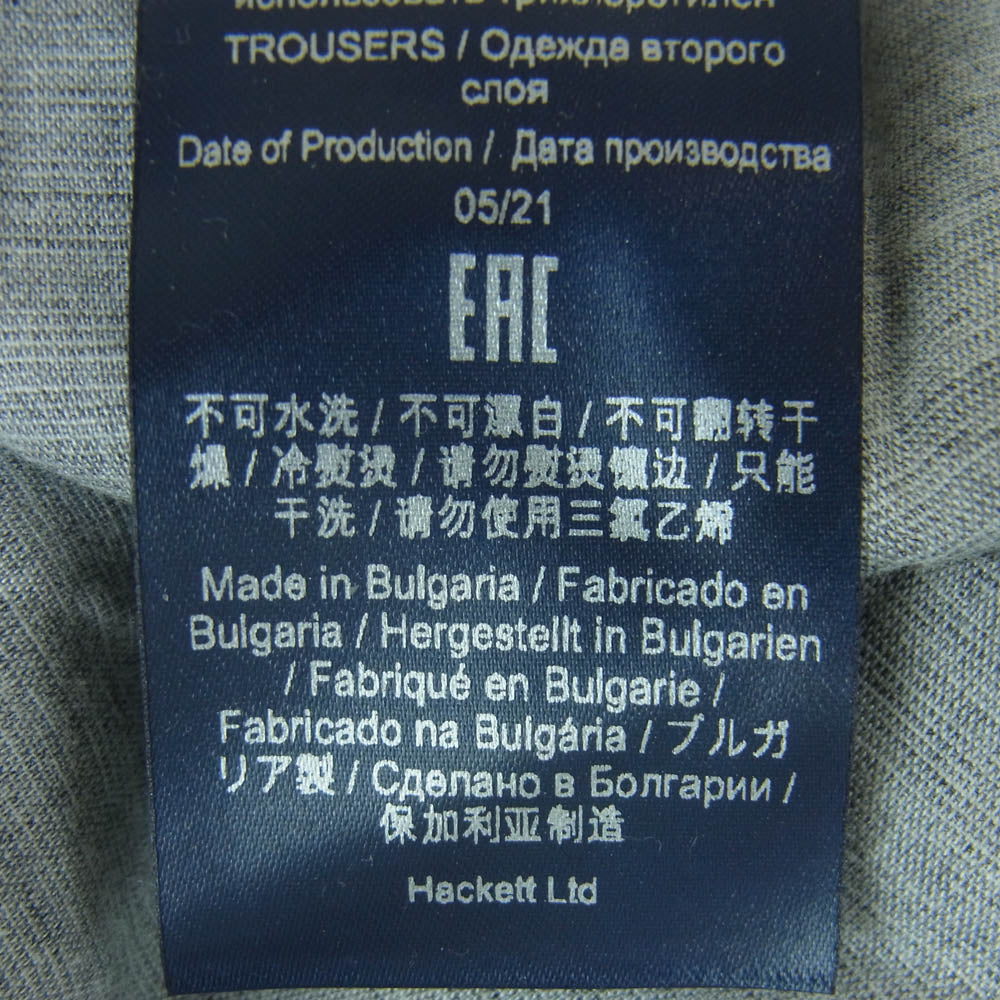 использовать трихлорэтилен
TROUSERS / Одежда второго
слоя
Date of Production / Дата производства
05/21
EAC
不可水洗 / 不可漂白 / 不可翻转干
燥 / 冷熨烫 / 请勿熨烫镶边 / 只能
干洗 / 请勿使用三氯乙烯
Made in Bulgaria / Fabricado en
Bulgaria / Hergestellt in Bulgarien
/ Fabriqué en Bulgarie /
Fabricado na Bulgária / ブルガ
リア製 / Сделано в Болгарии /
保加利亚制造
Hackett Ltd